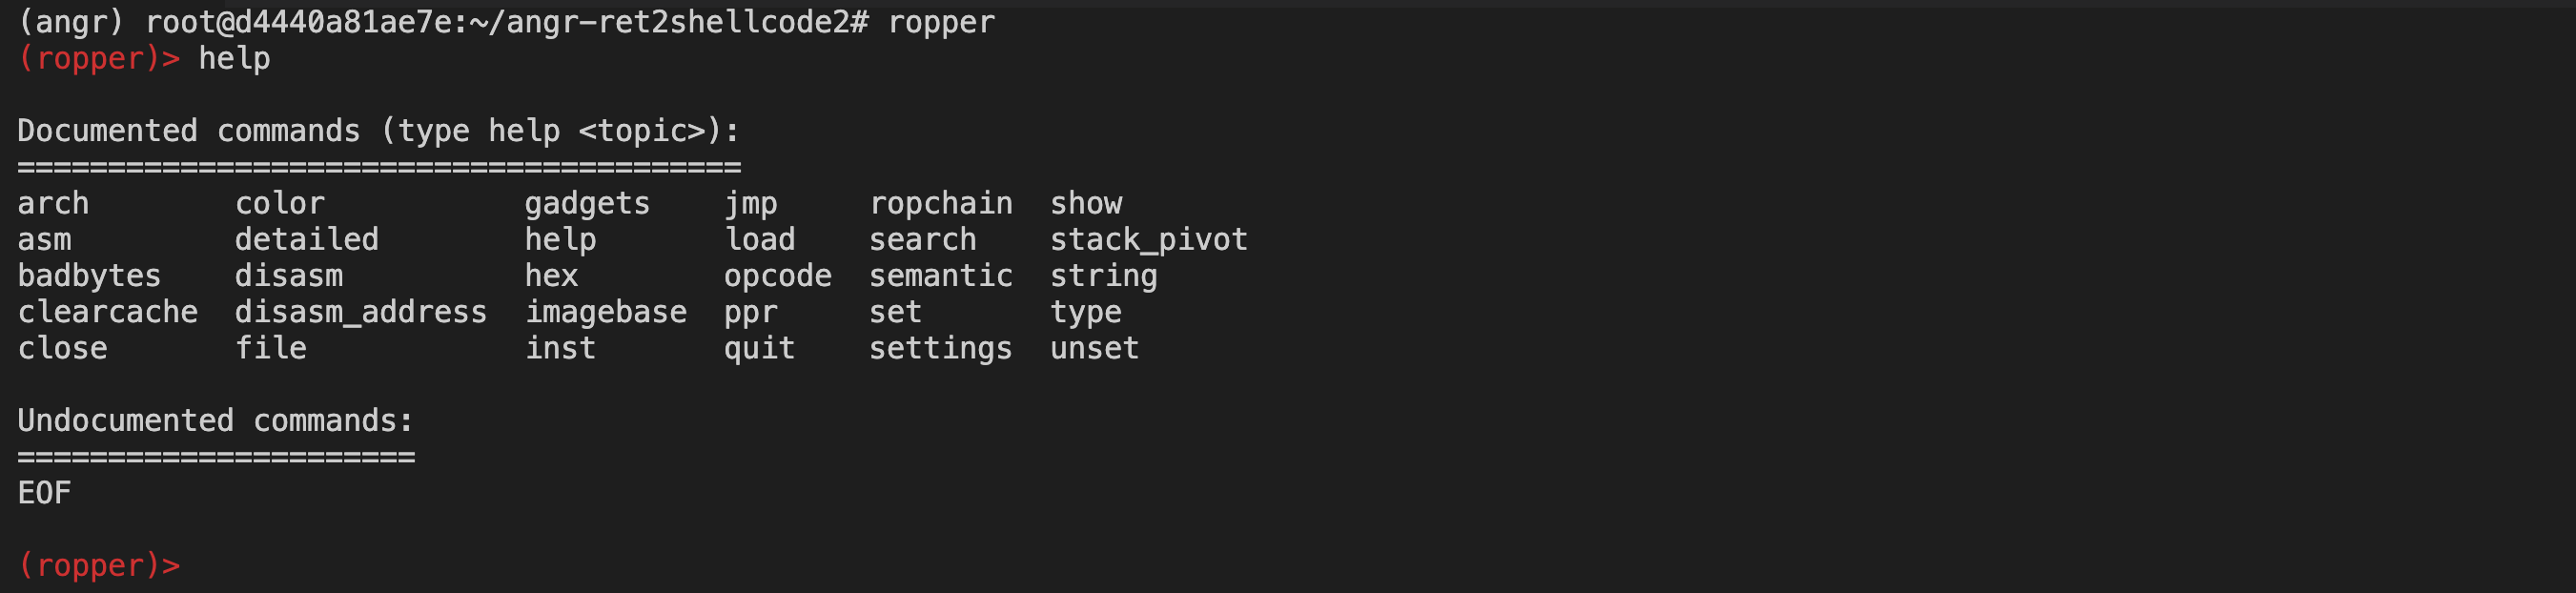 (angr) root@d4440a81ae7e:~/angr-ret2shellcode2# ropper
(ropper)> help
Documented commands (type help <topic>):
========================================
arch        color           gadgets    jmp     ropchain  show
asm         detailed        help       load    search    stack_pivot
badbytes    disasm          hex        opcode  semantic  string
clearcache  disasm_address  imagebase  ppr     set       type
close       file            inst       quit    settings  unset
Undocumented commands:
======================
EOF
(ropper)>